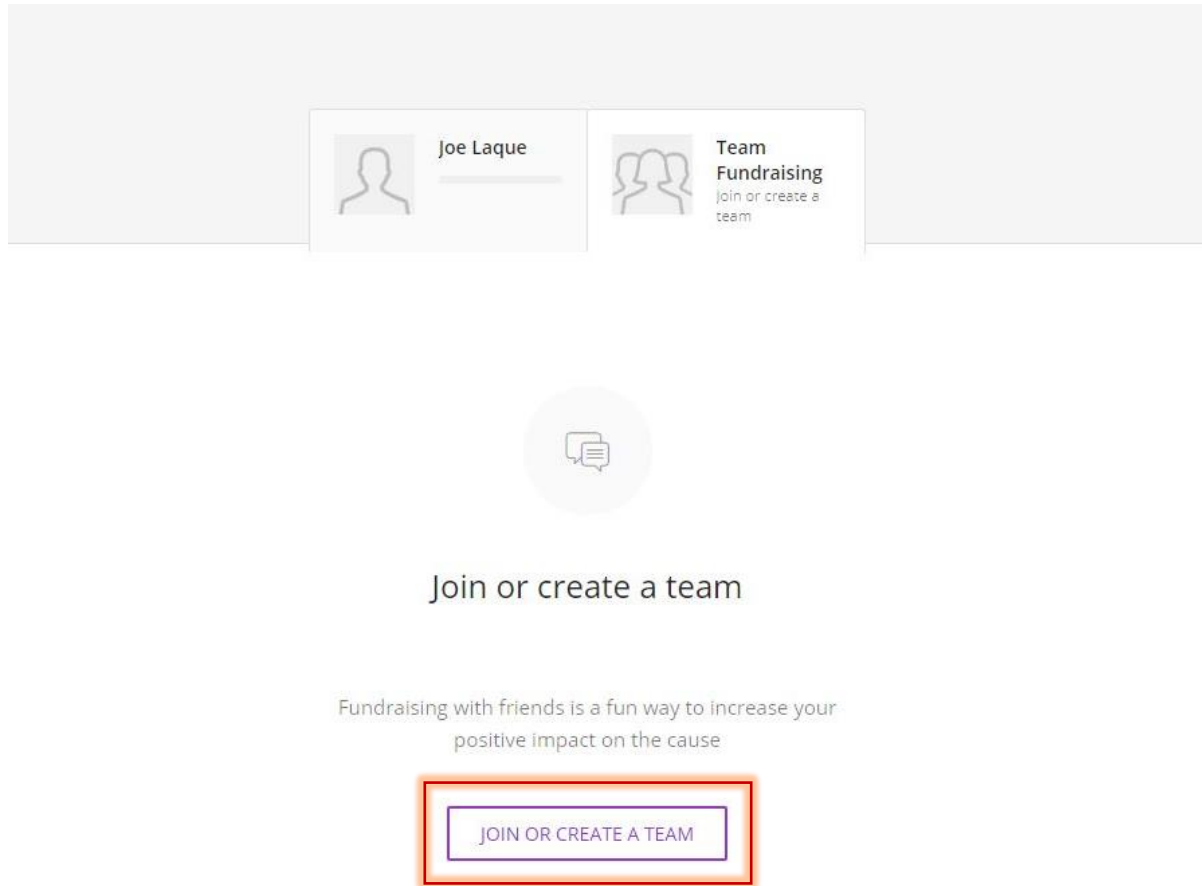 Joe Laque
Team
Fundraising
Join or create a
team
Join or create a team
Fundraising with friends is a fun way to increase your
positive impact on the cause
JOIN OR CREATE A TEAM